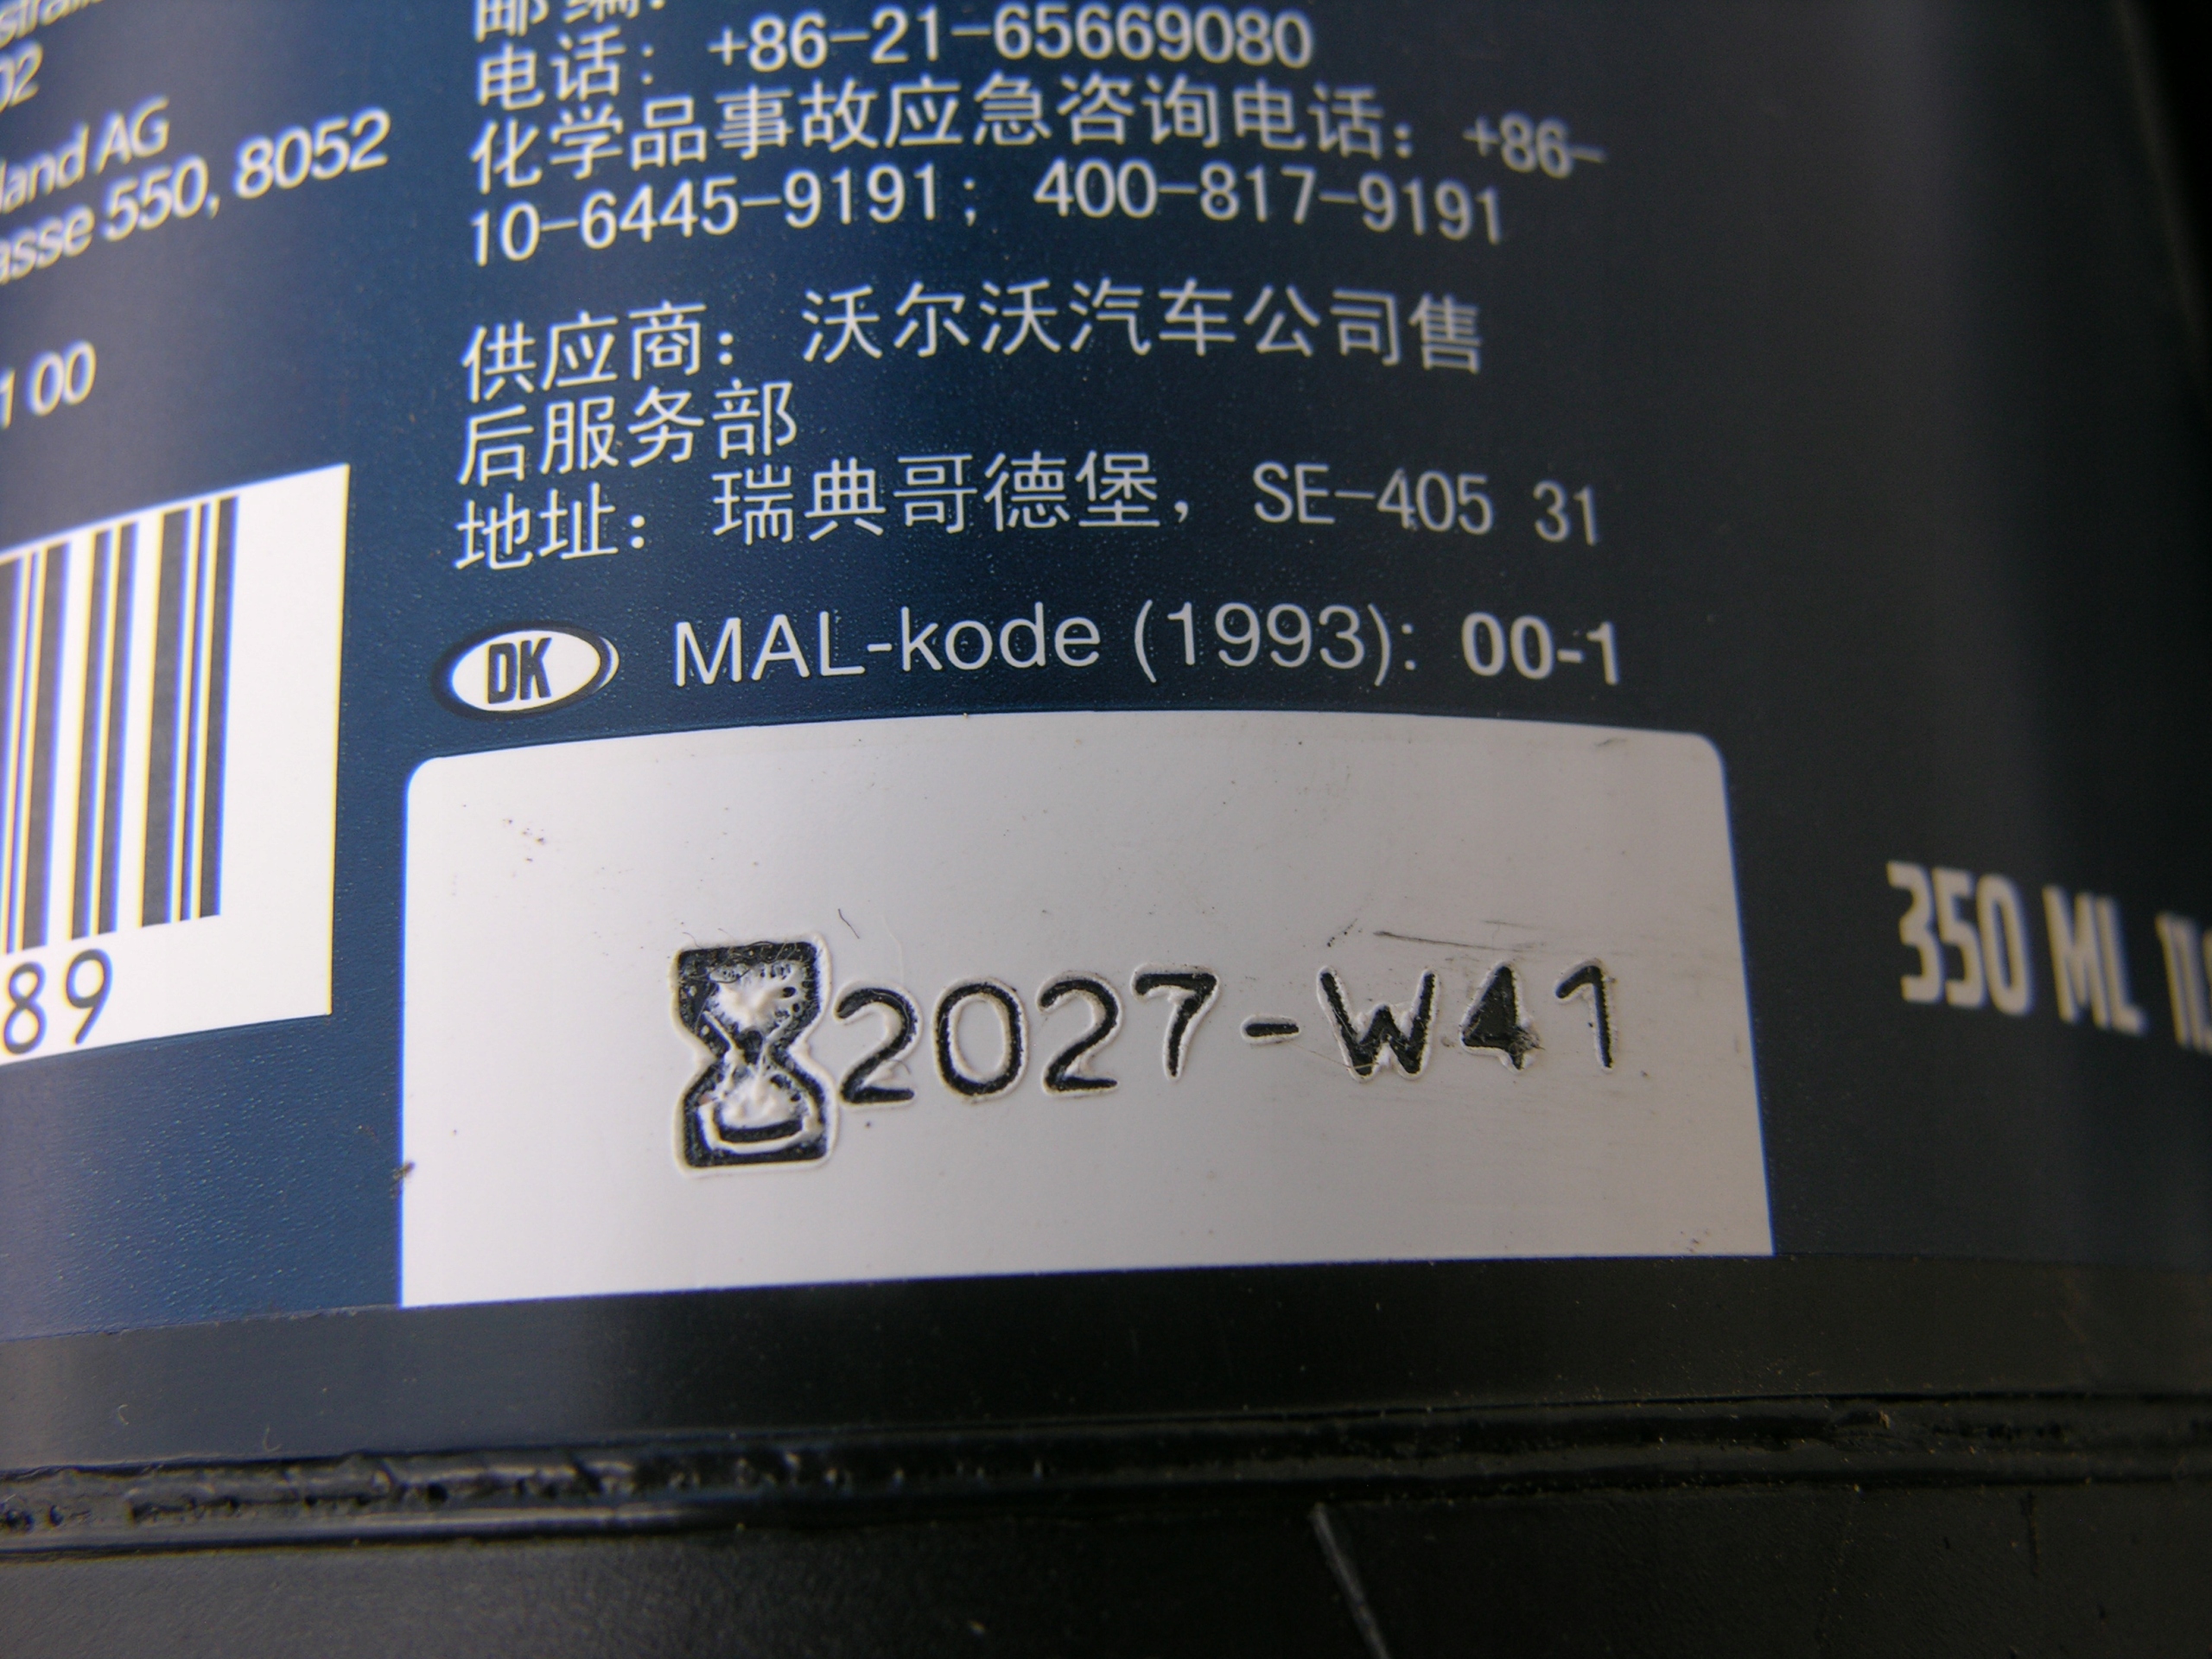 02
land AG
asse 550, 8052
1 00
89
电话： +86-21-65669080
化学品事故应急咨询电话： +86-
10-6445-9191； 400-817-9191
供应商： 沃尔沃汽车公司售
后服务部
地址： 瑞典哥德堡， SE-405 31
DK MAL-kode (1993): 00-1
2027-W41
350 ML